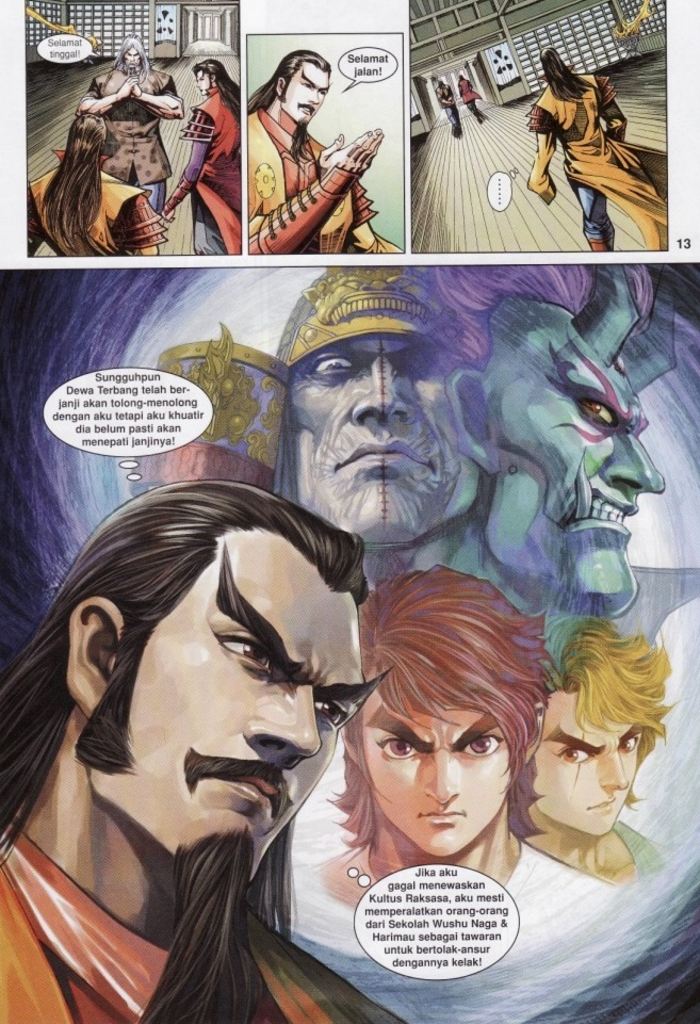 Selamat
tinggal!
Selamat
jalan!
........
13
Sungguhpun
Dewa Terbang telah ber-
janji akan tolong-menolong
dengan aku tetapi aku khuatir
dia belum pasti akan
menepati janjinya!
Jika aku
gagal menewaskan
Kultus Raksasa, aku mesti
memperalatkan orang-orang
dari Sekolah Wushu Naga &
Harimau sebagai tawaran
untuk bertolak-ansur
dengannya kelak!